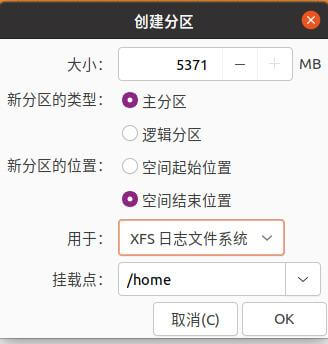 创建分区
大小： 5371 MB
新分区的类型： 主分区
逻辑分区
新分区的位置： 空间起始位置
空间结束位置
用于： XFS 日志文件系统
挂载点： /home
取消(C) OK